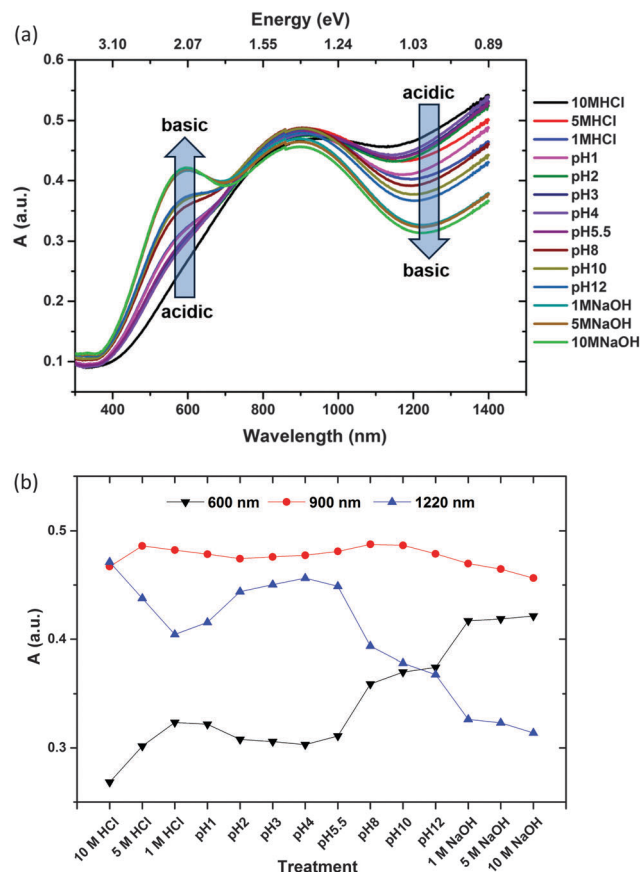 (a)
Energy (eV)
3.10 2.07 1.55 1.24 1.03 0.89
0.6
0.5
0.4
0.3
0.2
0.1
A (a.u.)
basic
acidic
acidic
basic
400 600 800 1000 1200 1400
Wavelength (nm)
10MHCl
5MHCl
1MHCl
pH1
pH2
pH3
pH4
pH5.5
pH8
pH10
pH12
1MNaOH
5MNaOH
10MNaOH
(b)
600 nm 900 nm 1220 nm
0.5
0.4
0.3
A (a.u.)
10 M HCl
5 M HCl
1 M HCl
pH1
pH2
pH3
pH4
pH5.5
pH8
pH10
pH12
1 M NaOH
5 M NaOH
10 M NaOH
Treatment